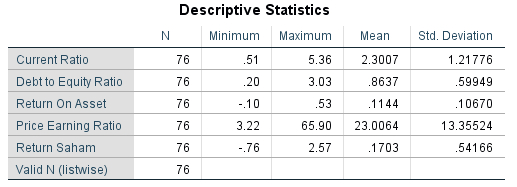 Descriptive Statistics
N Minimum Maximum Mean Std. Deviation
Current Ratio 76 .51 5.36 2.3007 1.21776
Debt to Equity Ratio 76 .20 3.03 .8637 .59949
Return On Asset 76 -.10 .53 .1144 .10670
Price Earning Ratio 76 3.22 65.90 23.0064 13.35524
Return Saham 76 -.76 2.57 .1703 .54166
Valid N (listwise) 76